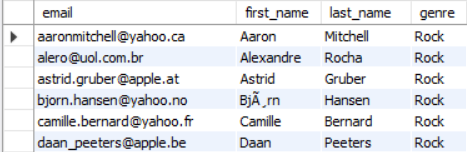 email first_name last_name genre
aaronmitchell@yahoo.ca Aaron Mitchell Rock
alero@uol.com.br Alexandre Rocha Rock
astrid.gruber@apple.at Astrid Gruber Rock
bjorn.hansen@yahoo.no BjÃ¸rn Hansen Rock
camille.bernard@yahoo.fr Camille Bernard Rock
daan_peeters@apple.be Daan Peeters Rock